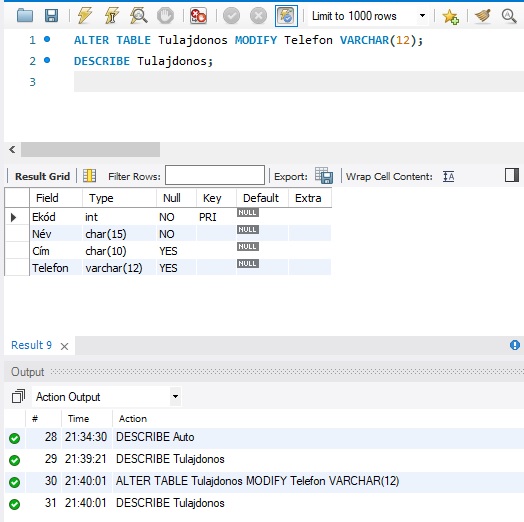 Limit to 1000 rows
1 ALTER TABLE Tulajdonos MODIFY Telefon VARCHAR(12);
2 DESCRIBE Tulajdonos;
3
Result Grid Filter Rows: Export: Wrap Cell Content: IA
Field Type Null Key Default Extra
Ekód int NO PRI NULL
Név char(15) NO NULL
Cím char(10) YES NULL
Telefon varchar(12) YES NULL
Result 9
Output
Action Output
# Time Action
28 21:34:30 DESCRIBE Auto
29 21:39:21 DESCRIBE Tulajdonos
30 21:40:01 ALTER TABLE Tulajdonos MODIFY Telefon VARCHAR(12)
31 21:40:01 DESCRIBE Tulajdonos